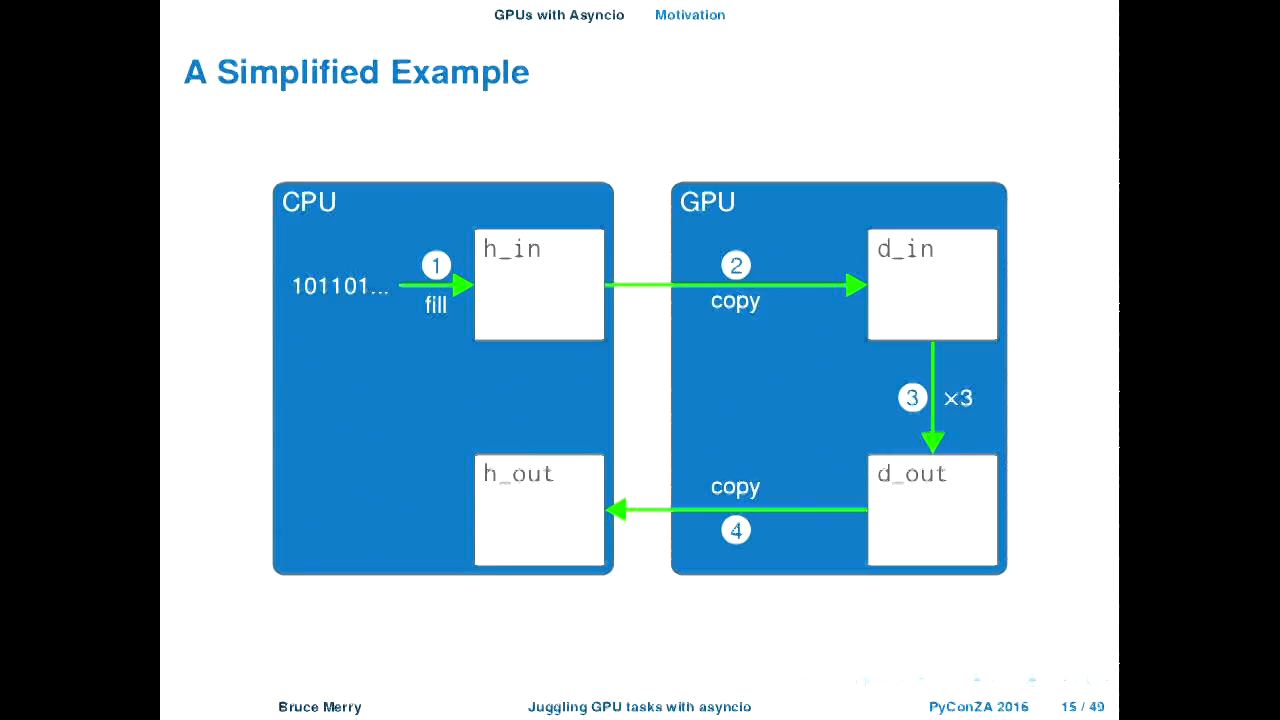 GPUs with Asyncio Motivation
A Simplified Example
CPU
GPU
101101...
1
fill
h_in
2
copy
d_in
3
×3
h_out
copy
4
d_out
Bruce Merry Juggling GPU tasks with asyncio PyConZA 2016 15 / 49